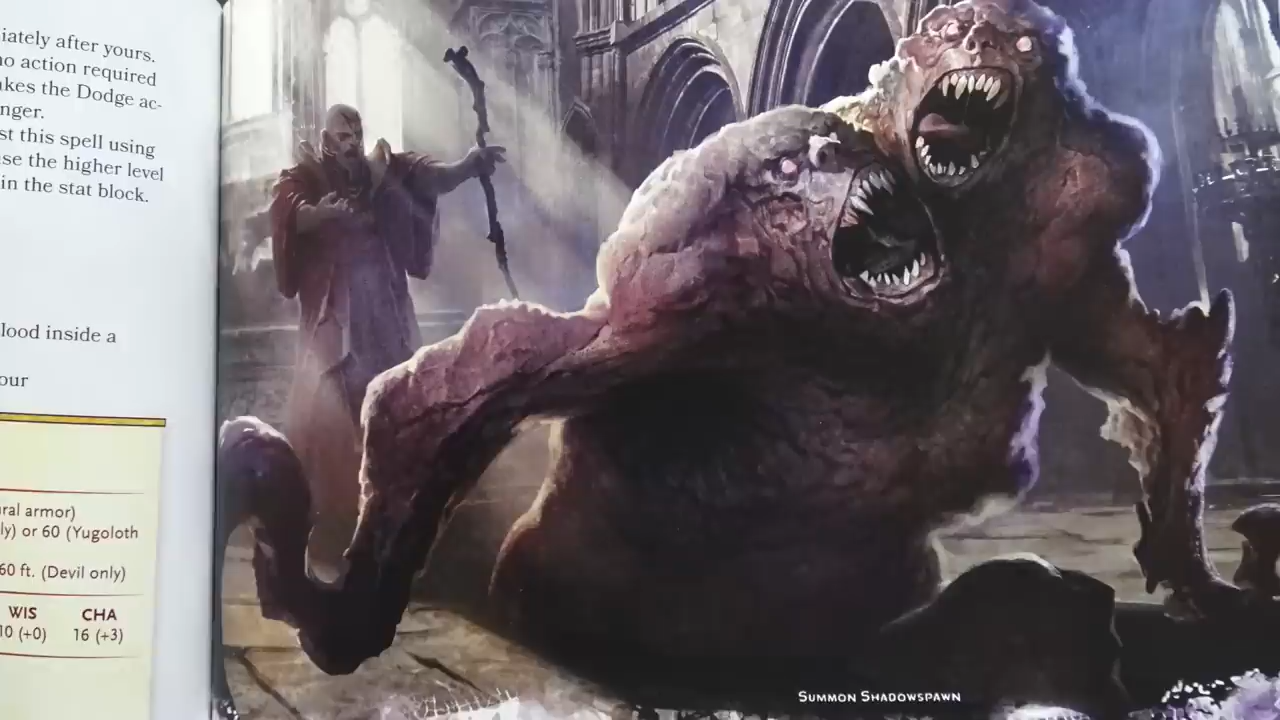 iately after yours.
no action required
akes the Dodge ac-
nger.
st this spell using
se the higher level
in the stat block.
lood inside a
our
ral armor)
ly) or 60 (Yugoloth
60 ft. (Devil only)
WIS CHA
10 (+0) 16 (+3)
Summon Shadowspawn